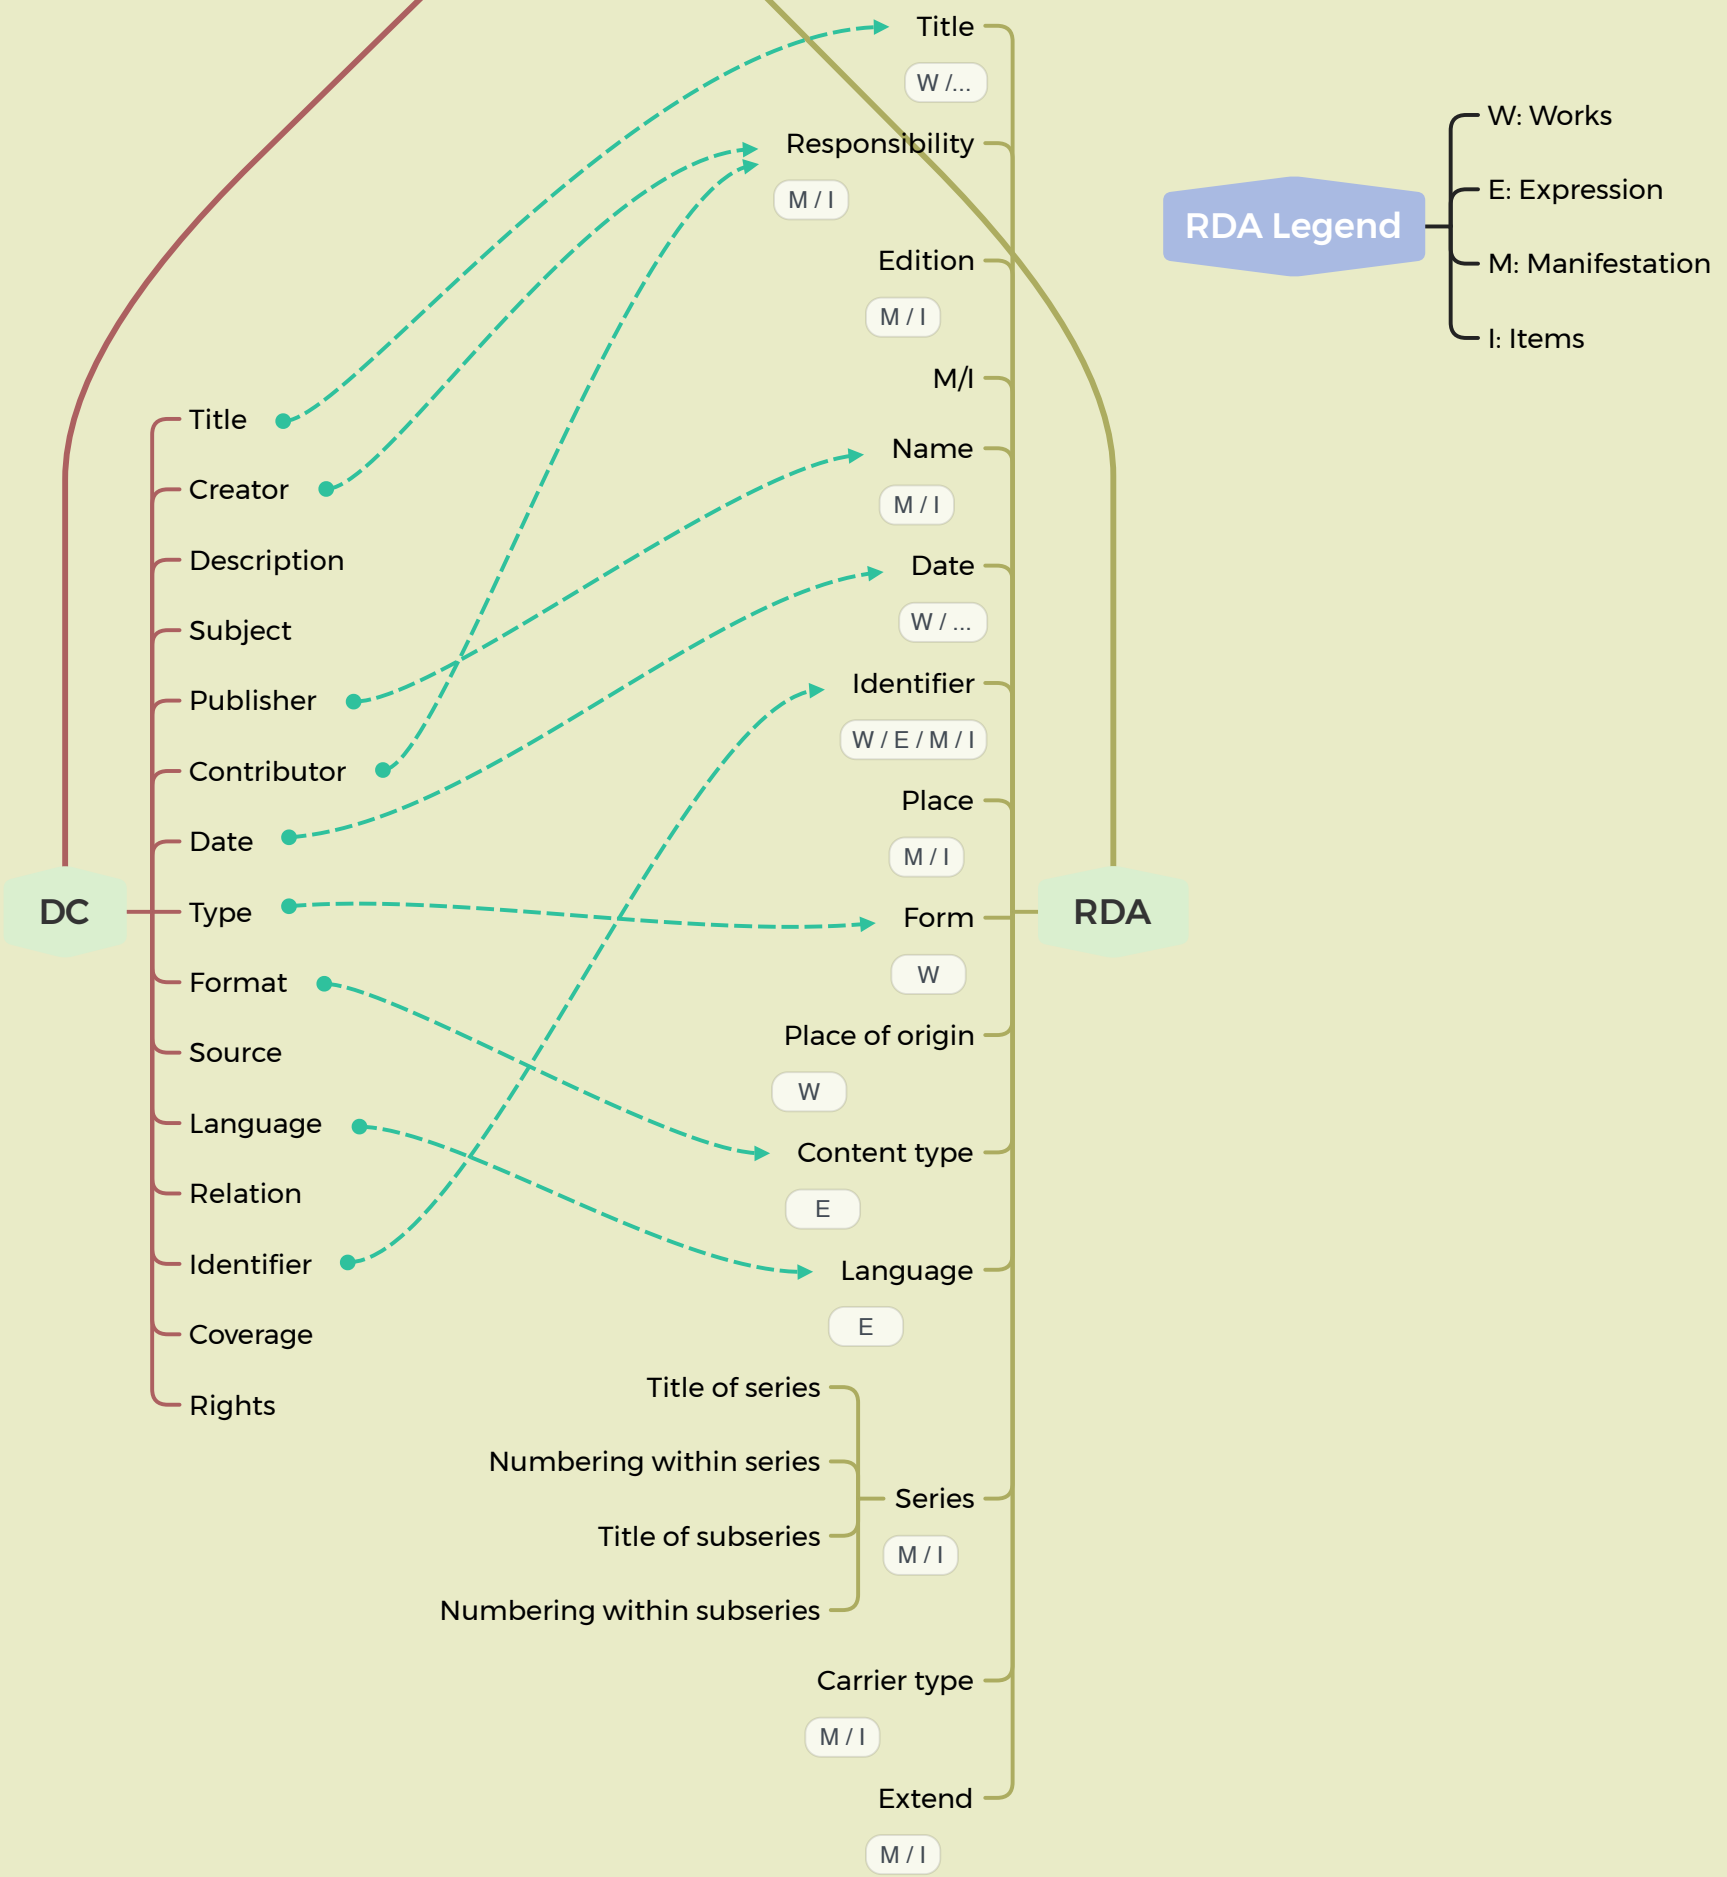 DC
Title
Creator
Description
Subject
Publisher
Contributor
Date
Type
Format
Source
Language
Relation
Identifier
Coverage
Rights
Title
W /...
Responsibility
M / I
Edition
M / I
M/I
Name
M / I
Date
W / ...
Identifier
W / E / M / I
Place
M / I
Form
W
Place of origin
W
Content type
E
Language
E
Title of series
Numbering within series
Title of subseries
Numbering within subseries
Series
M / I
Carrier type
M / I
Extend
M / I
RDA
RDA Legend
W: Works
E: Expression
M: Manifestation
I: Items